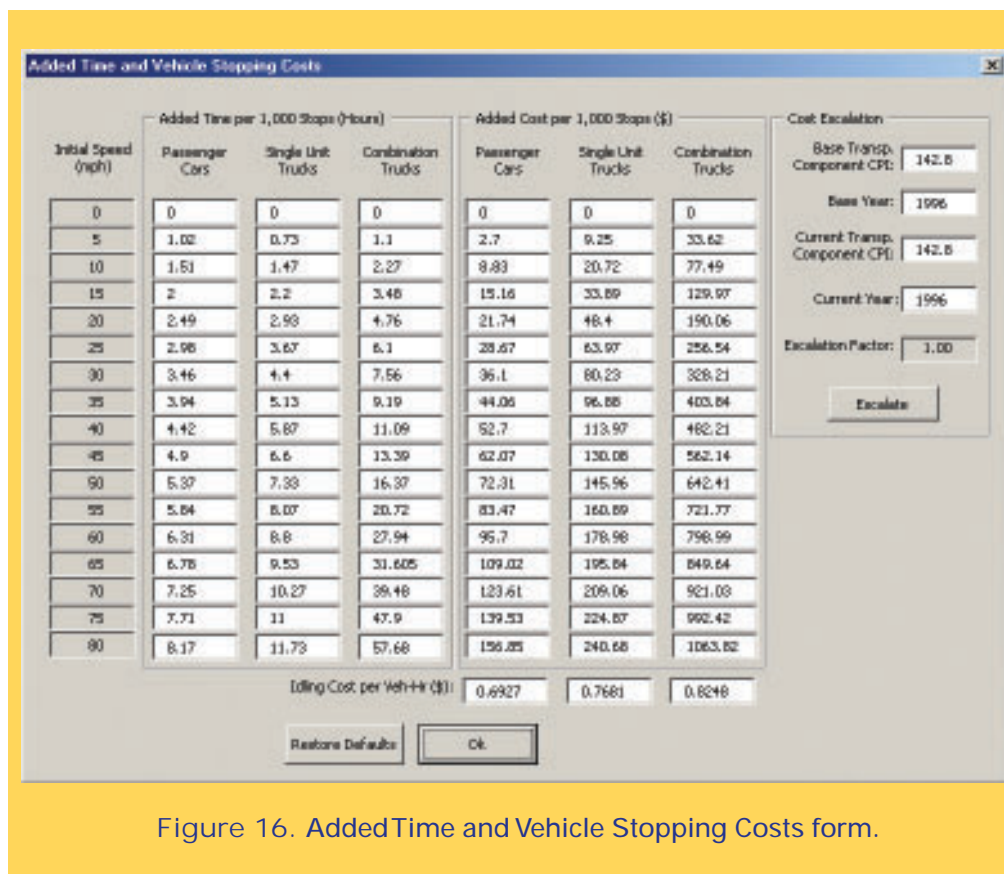 Added Time and Vehicle Stopping Costs
Added Time per 1,000 Stops (Hours) Added Cost per 1,000 Stops ($) Cost Escalation
Initial Speed (mph) Passenger Cars Single Unit Trucks Combination Trucks Passenger Cars Single Unit Trucks Combination Trucks
0 0 0 0 0 0 0
5 1.02 0.73 1.1 2.7 9.25 33.62
10 1.51 1.47 2.27 8.83 20.72 77.49
15 2 2.2 3.48 15.16 33.89 129.97
20 2.49 2.93 4.76 21.74 48.4 190.06
25 2.98 3.67 6.1 28.67 63.97 256.54
30 3.46 4.4 7.56 36.1 80.23 328.21
35 3.94 5.13 9.19 44.06 96.88 403.84
40 4.42 5.87 11.09 52.7 113.97 482.21
45 4.9 6.6 13.39 62.07 130.08 562.14
50 5.37 7.33 16.37 72.31 145.96 642.41
55 5.84 8.07 20.72 83.47 160.89 721.77
60 6.31 8.8 27.94 95.7 178.98 798.99
65 6.78 9.53 31.605 109.02 195.84 849.64
70 7.25 10.27 39.48 123.61 209.06 921.03
75 7.71 11 47.9 139.53 224.87 992.42
80 8.17 11.73 57.68 156.85 240.68 1063.82
Idling Cost per Veh-Hr ($): 0.6927 0.7681 0.8248
Base Transp. Component CPI: 142.8
Base Year: 1996
Current Transp. Component CPI: 142.8
Current Year: 1996
Escalation Factor: 1.00
Escalate
Restore Defaults Ok
Figure 16. Added Time and Vehicle Stopping Costs form.